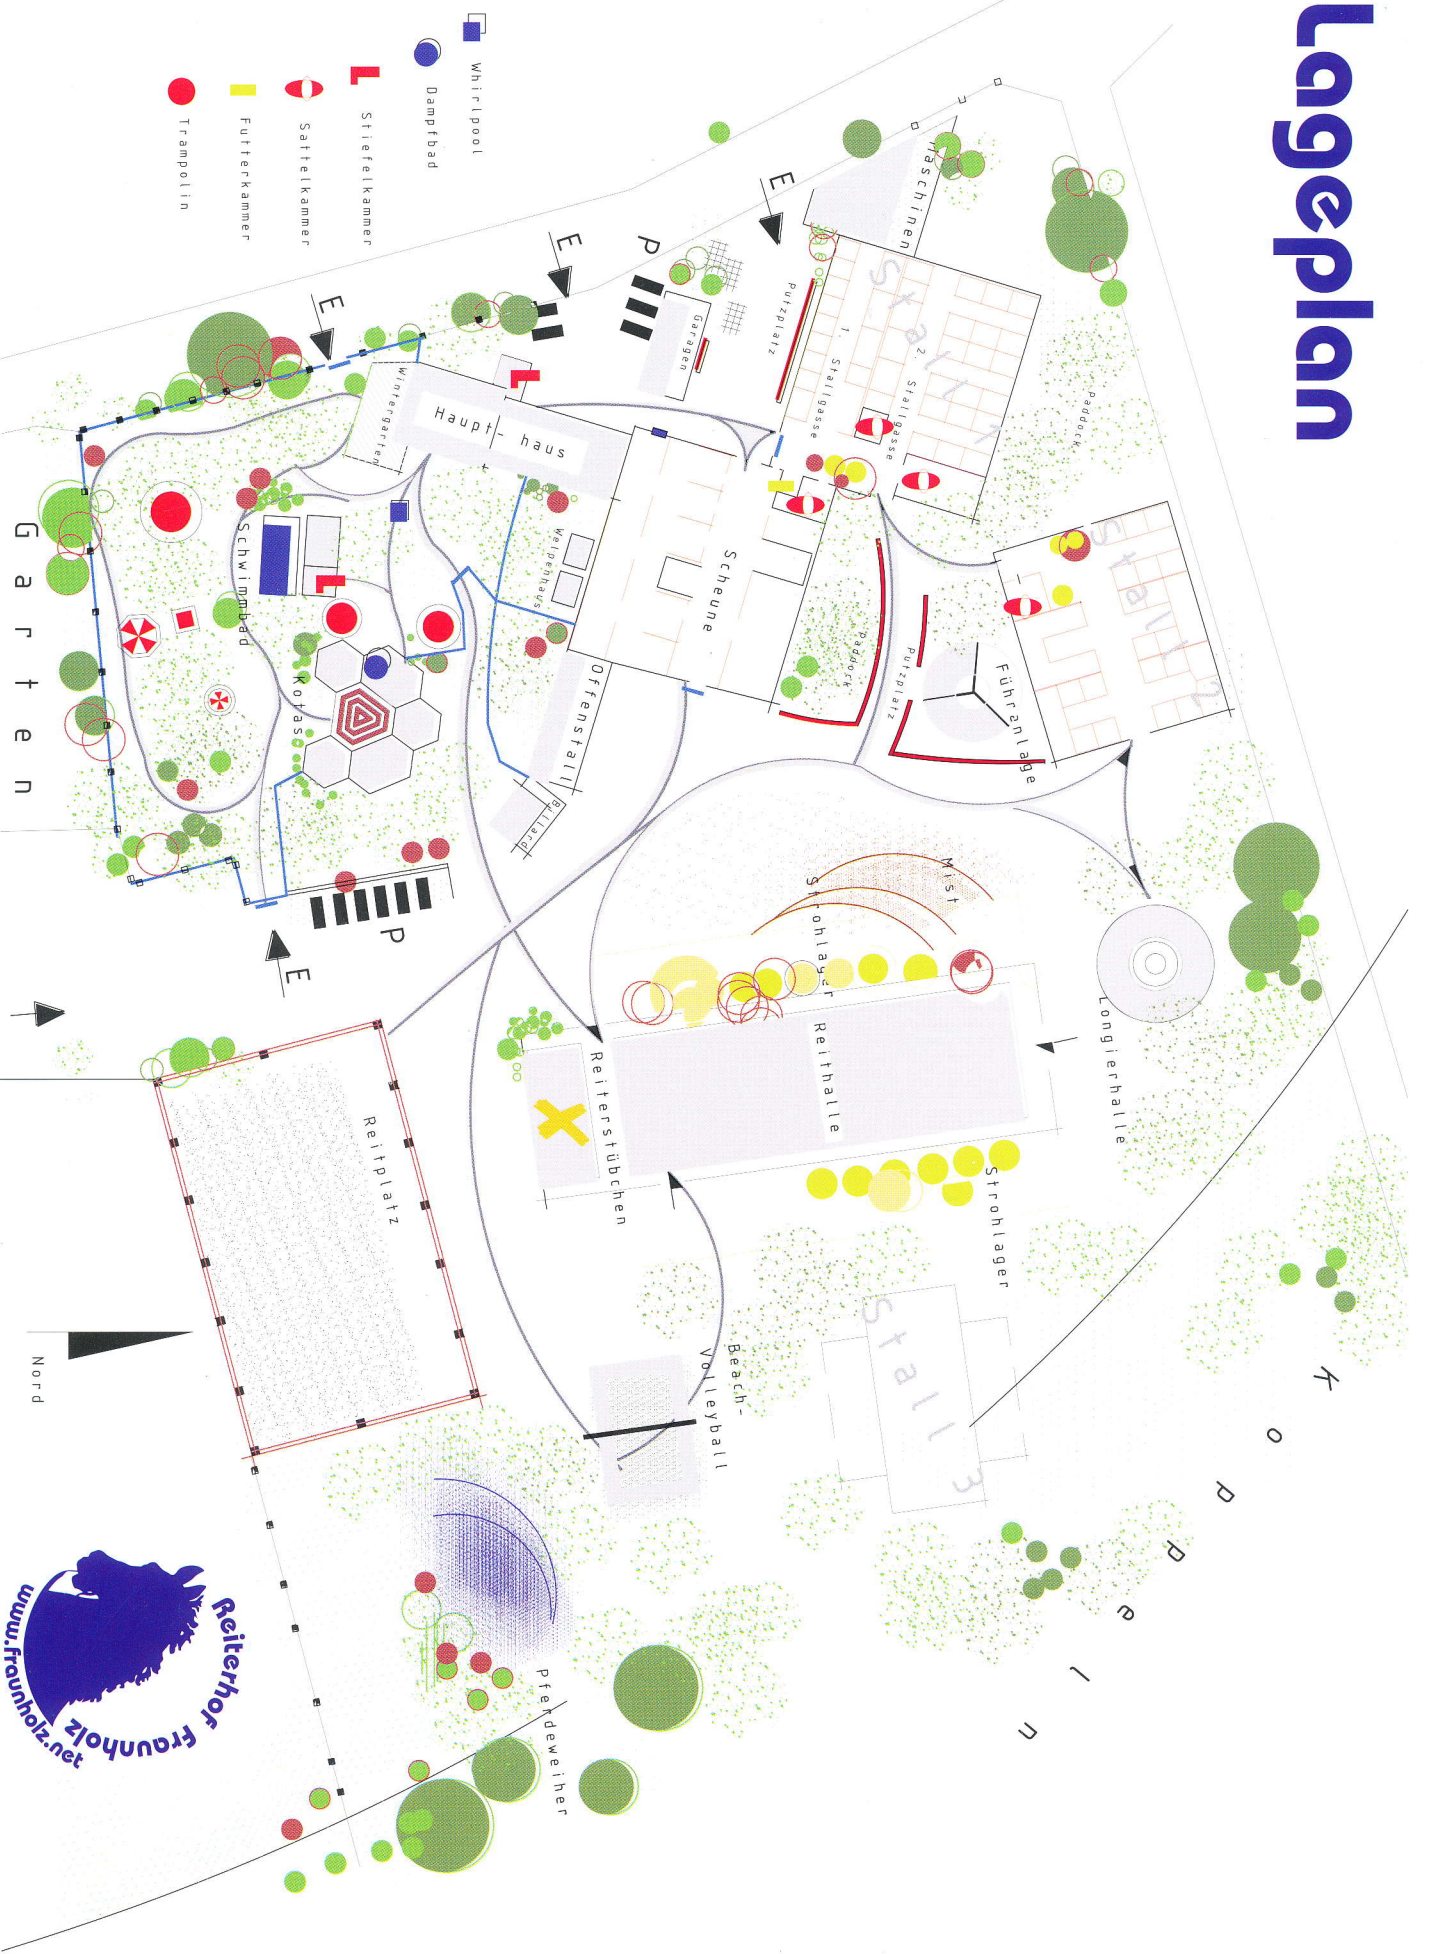 Lageplan
Whirlpool
Dampfbad
Stiefelkammer
Sattelkammer
Futterkammer
Trampolin
Maschinen
E
E
E
P
Garagen
Putzplatz
Stall 1
1. Stallgasse
2. Stallgasse
Paddock
Wintergarten
Haupt- haus
Welpenhaus
Scheune
Paddock
Putzplatz
Führanlage
Stall 2
Schwimmbad
Kotas
Offenstall
Billard
Garten
P
E
Mist
Strohlager
Reithalle
Reiterstübchen
Longierhalle
Strohlager
Reitplatz
Stall 3
Beach-
Volleyball
Koppeln
Nord
Pferdeweiher
Reiterhof Fraunholz
www.fraunholz.net